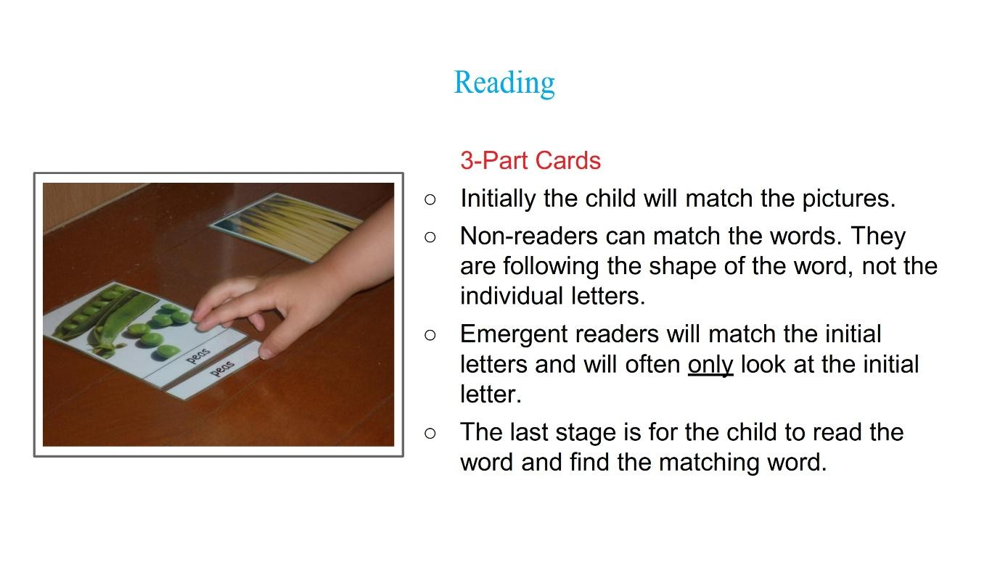 Reading
3-Part Cards
○ Initially the child will match the pictures.
○ Non-readers can match the words. They
are following the shape of the word, not the
individual letters.
○ Emergent readers will match the initial
letters and will often only look at the initial
letter.
○ The last stage is for the child to read the
word and find the matching word.
peas
peas